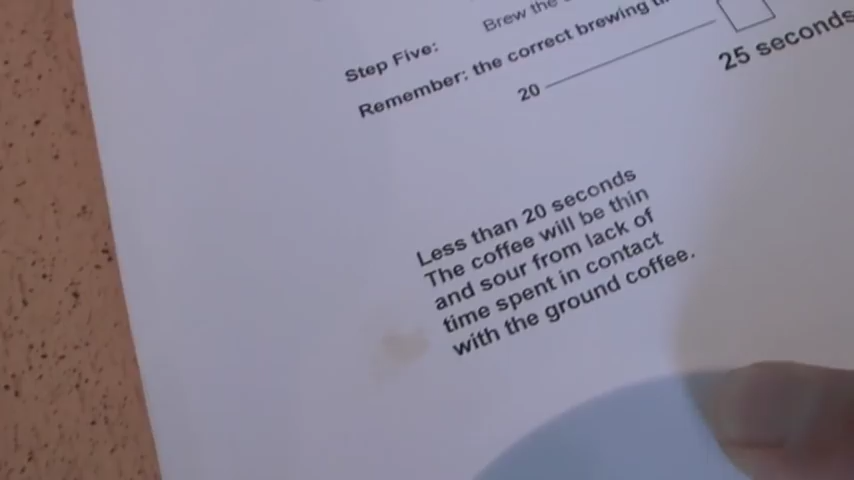 Step Five: Brew the
Remember: the correct brewing
20
25 seconds
Less than 20 seconds
The coffee will be thin
and sour from lack of
time spent in contact
with the ground coffee.